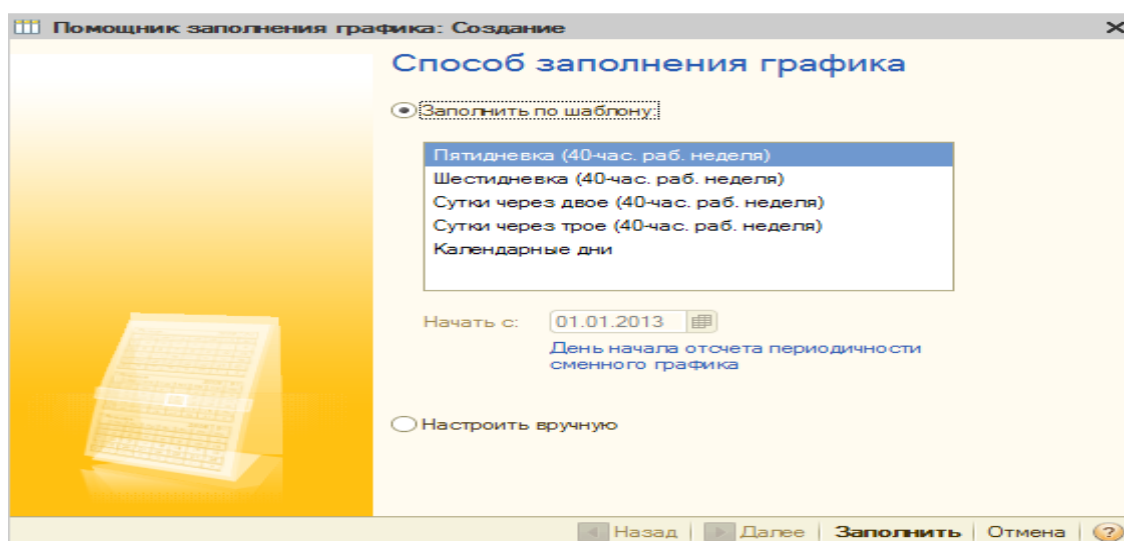 Помощник заполнения графика: Создание
Способ заполнения графика
Заполнить по шаблону:
Пятидневка (40-час. раб. неделя)
Шестидневка (40-час. раб. неделя)
Сутки через двое (40-час. раб. неделя)
Сутки через трое (40-час. раб. неделя)
Календарные дни
Начать с: 01.01.2013
День начала отсчета периодичности
сменного графика
Настроить вручную
Назад Далее Заполнить Отмена ?